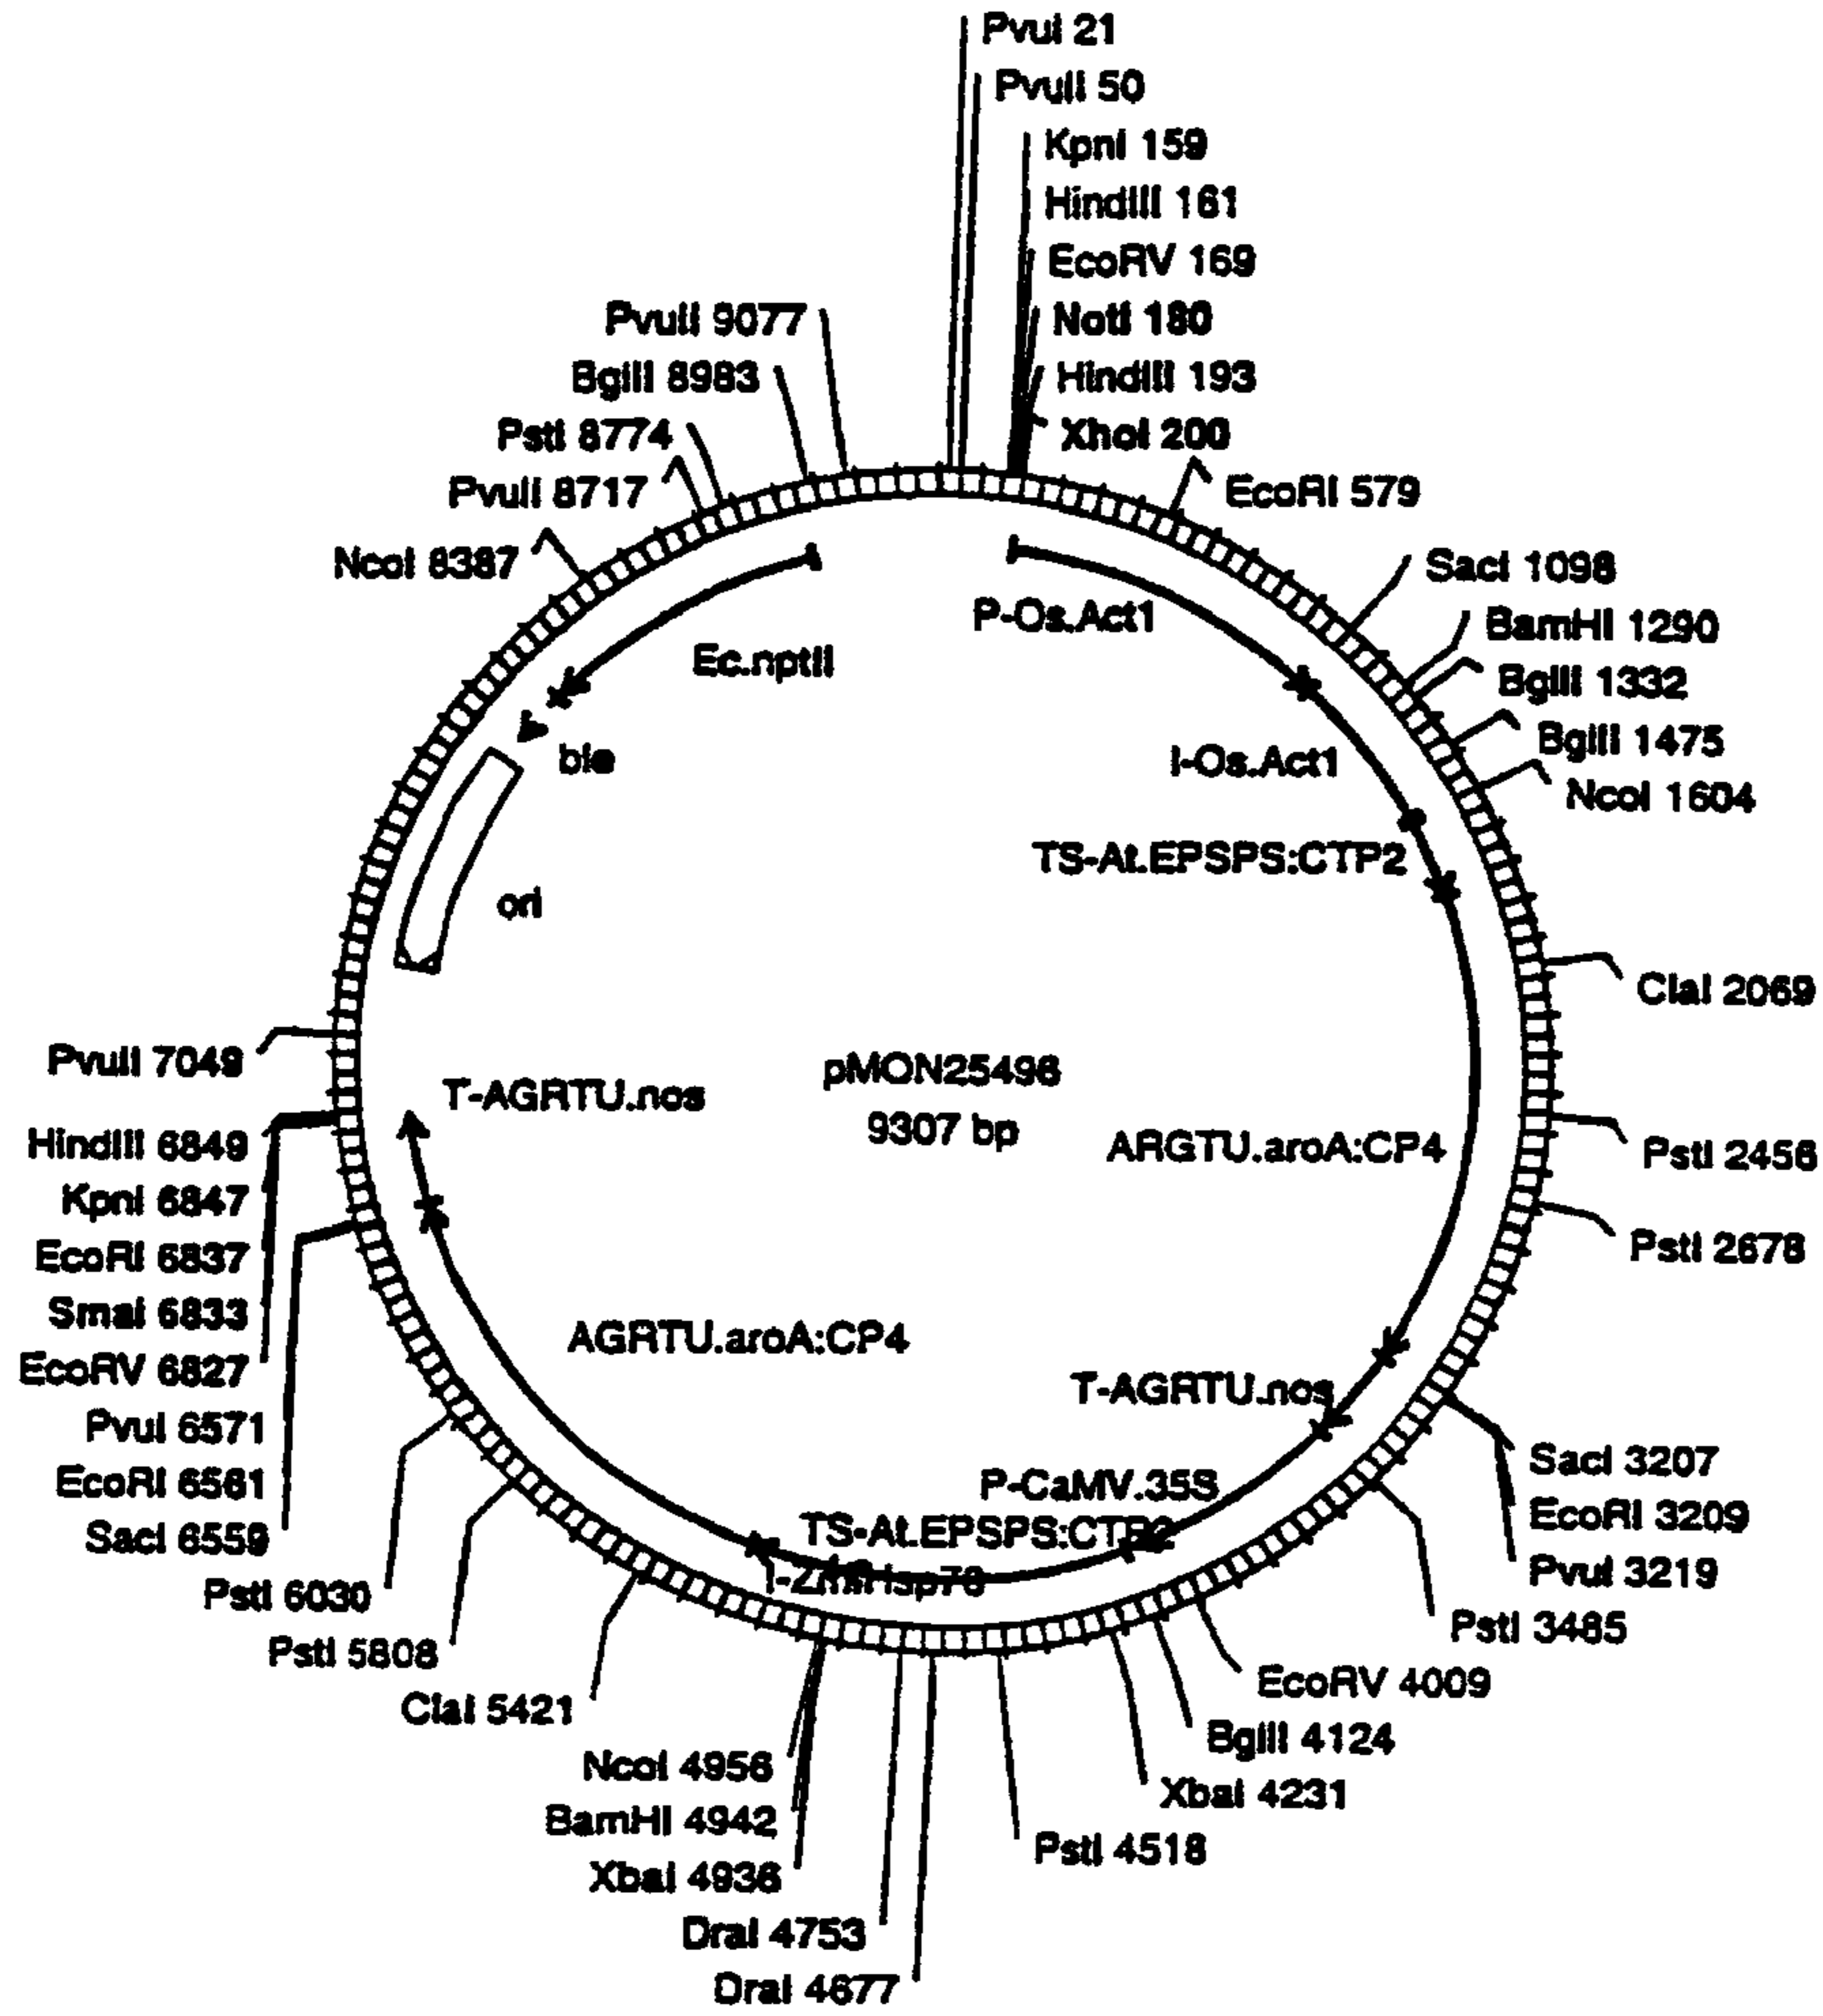 PvuI 21
PvuII 50
KpnI 159
HindIII 161
EcoRV 169
NotI 180
HindIII 193
XhoI 200
EcoRI 579
SacI 1098
BamHI 1290
BglII 1332
BglII 1475
NcoI 1604
ClaI 2069
PstI 2456
PstI 2678
SacI 3207
EcoRI 3209
PvuI 3219
PstI 3485
EcoRV 4009
BglII 4124
XbaI 4231
PstI 4518
DraI 4677
DraI 4753
XbaI 4936
BamHI 4942
NcoI 4956
ClaI 5421
PstI 5808
PstI 6030
SacI 6559
EcoRI 6561
PvuI 6571
EcoRV 6827
SmaI 6833
EcoRI 6837
KpnI 6847
HindIII 6849
PvuII 7049
NcoI 8387
PvuII 8717
PstI 8774
BglII 8983
PvuII 9077
P-Os.Act1
I-Os.Act1
TS-At.EPSPS:CTP2
ARGTU.aroA:CP4
T-AGRTU.nos
P-CaMV.35S
TS-At.EPSPS:CTP2
I-ZmHsp70
AGRTU.aroA:CP4
T-AGRTU.nos
ori
ble
Ec.nptII
pMON25496
9307 bp